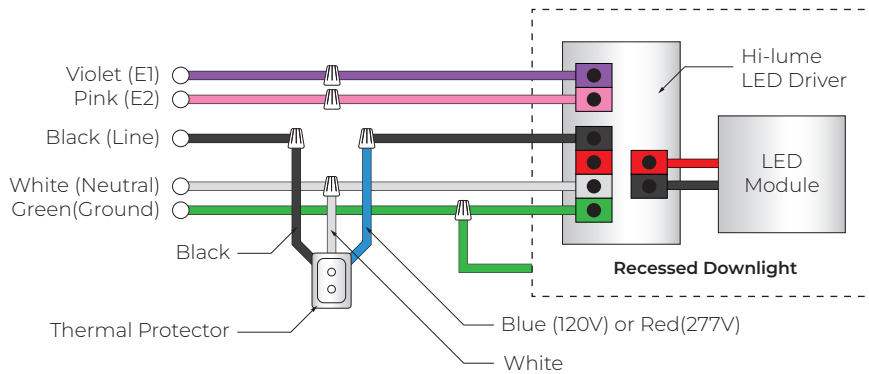 Violet (E1)
Pink (E2)
Black (Line)
White (Neutral)
Green(Ground)
Black
Thermal Protector
Blue (120V) or Red(277V)
White
Hi-lume
LED Driver
LED
Module
Recessed Downlight